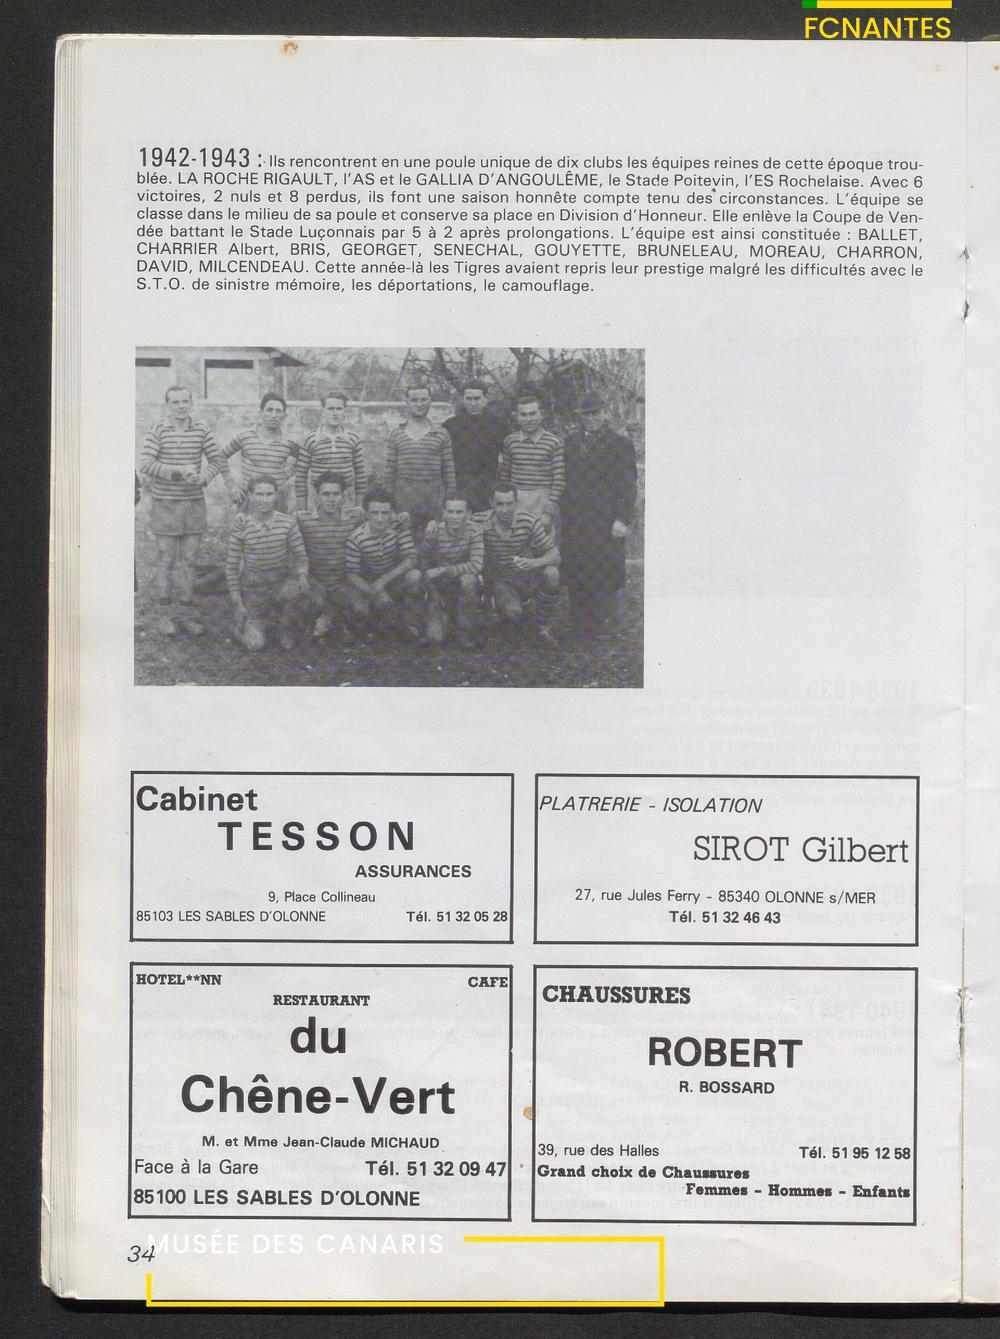 FCNANTES
1942-1943 : Ils rencontrent en une poule unique de dix clubs les équipes reines de cette époque trou-
blée. LA ROCHE RIGAULT, l'AS et le GALLIA D'ANGOULÊME, le Stade Poitevin, l'ES Rochelaise. Avec 6
victoires, 2 nuls et 8 perdus, ils font une saison honnête compte tenu des circonstances. L'équipe se
classe dans le milieu de sa poule et conserve sa place en Division d'Honneur. Elle enlève la Coupe de Ven-
dée battant le Stade Luçonnais par 5 à 2 après prolongations. L'équipe est ainsi constituée : BALLET,
CHARRIER Albert, BRIS, GEORGET, SENECHAL, GOUYETTE, BRUNELEAU, MOREAU, CHARRON,
DAVID, MILCENDEAU. Cette année-là les Tigres avaient repris leur prestige malgré les difficultés avec le
S.T.O. de sinistre mémoire, les déportations, le camouflage.
Cabinet
TESSON
ASSURANCES
9, Place Collineau
85103 LES SABLES D'OLONNE Tél. 51 32 05 28
PLATRERIE - ISOLATION
SIROT Gilbert
27, rue Jules Ferry - 85340 OLONNE s/MER
Tél. 51 32 46 43
HOTEL**NN CAFE
RESTAURANT
du
Chêne-Vert
M. et Mme Jean-Claude MICHAUD
Face à la Gare Tél. 51 32 09 47
85100 LES SABLES D'OLONNE
CHAUSSURES
ROBERT
R. BOSSARD
39, rue des Halles Tél. 51 95 12 58
Grand choix de Chaussures
Femmes - Hommes - Enfants
34
MUSÉE DES CANARIS